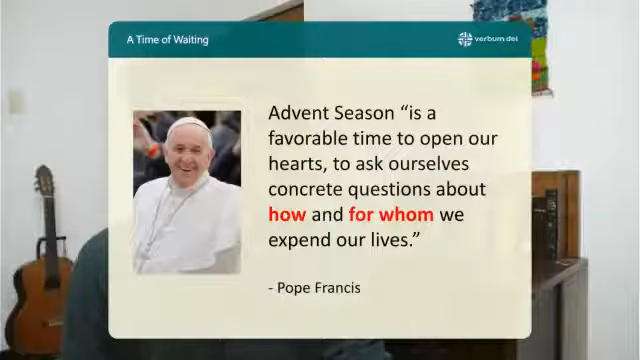 A Time of Waiting
verbum dei
Advent Season “is a
favorable time to open our
hearts, to ask ourselves
concrete questions about
how and for whom we
expend our lives.”
- Pope Francis